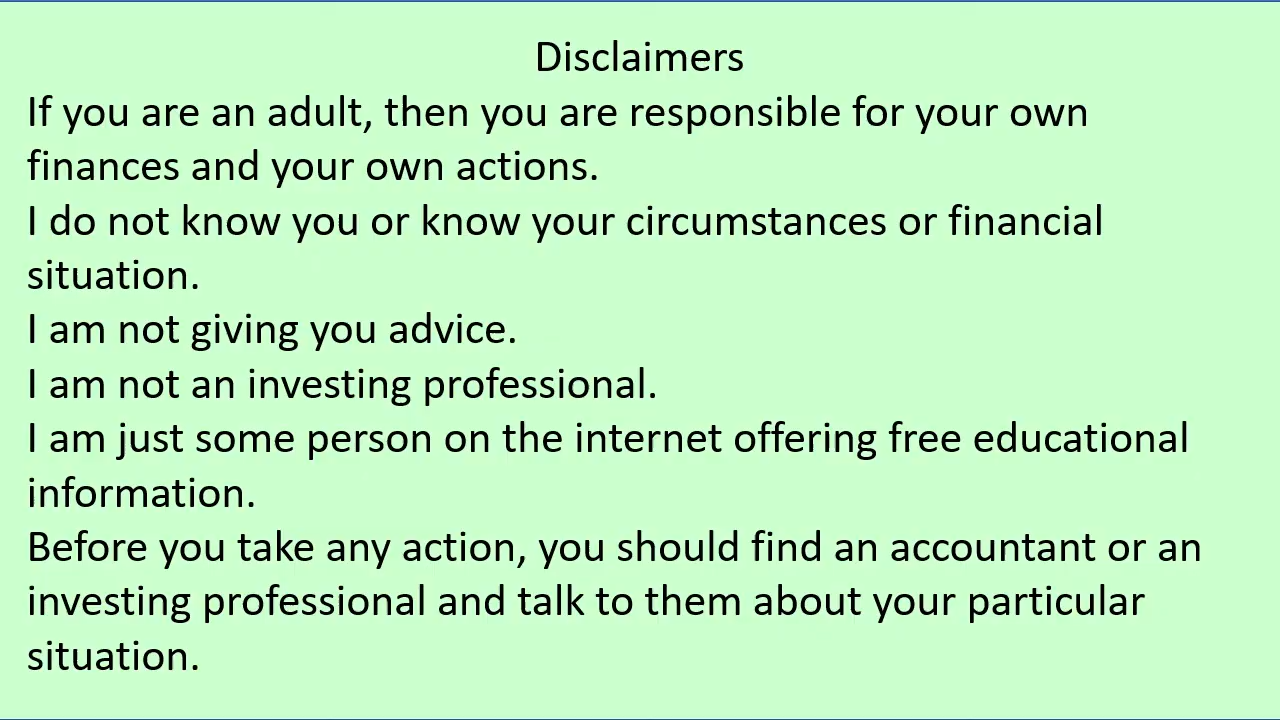 Disclaimers
If you are an adult, then you are responsible for your own
finances and your own actions.
I do not know you or know your circumstances or financial
situation.
I am not giving you advice.
I am not an investing professional.
I am just some person on the internet offering free educational
information.
Before you take any action, you should find an accountant or an
investing professional and talk to them about your particular
situation.